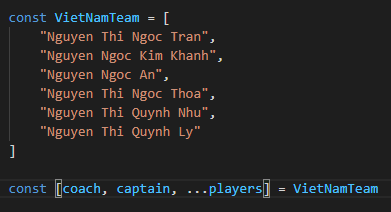 const VietNamTeam = [
    "Nguyen Thi Ngoc Tran",
    "Nguyen Ngoc Kim Khanh",
    "Nguyen Ngoc An",
    "Nguyen Thi Ngoc Thoa",
    "Nguyen Thi Quynh Nhu",
    "Nguyen Thi Quynh Ly"
]
const [coach, captain, ...players] = VietNamTeam